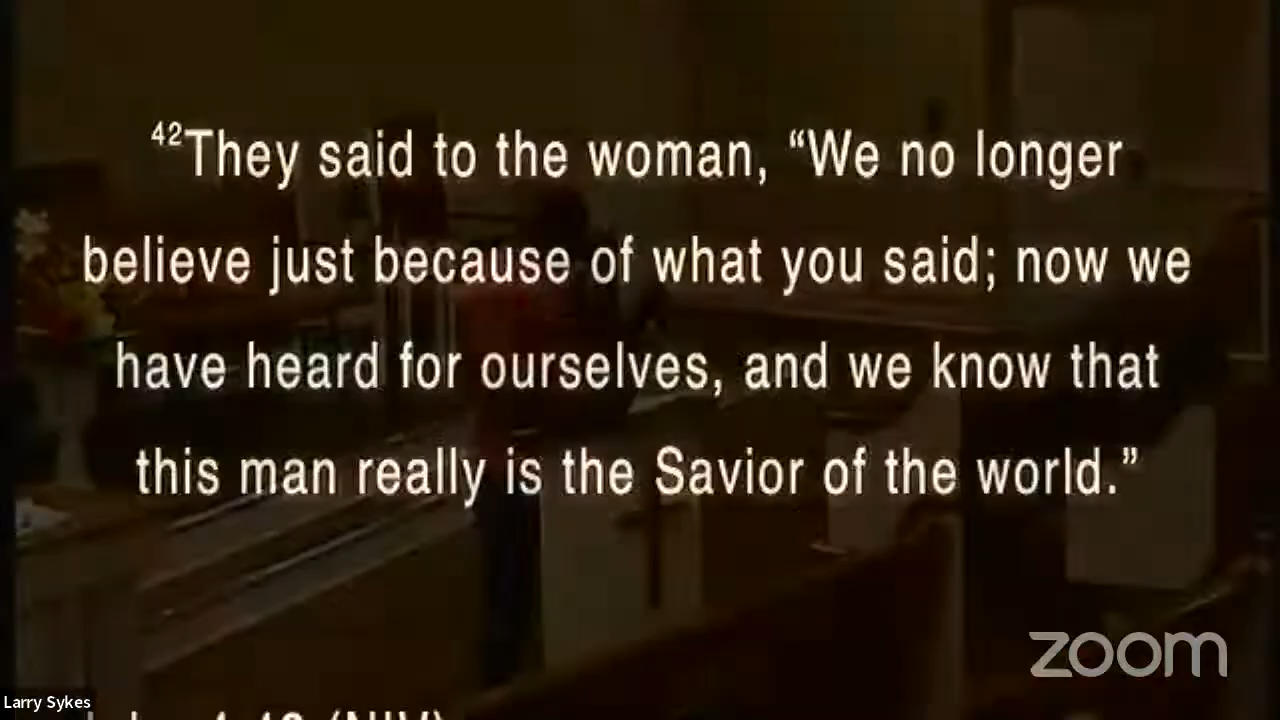 ⁴²They said to the woman, “We no longer
believe just because of what you said; now we
have heard for ourselves, and we know that
this man really is the Savior of the world.”
zoom
Larry Sykes